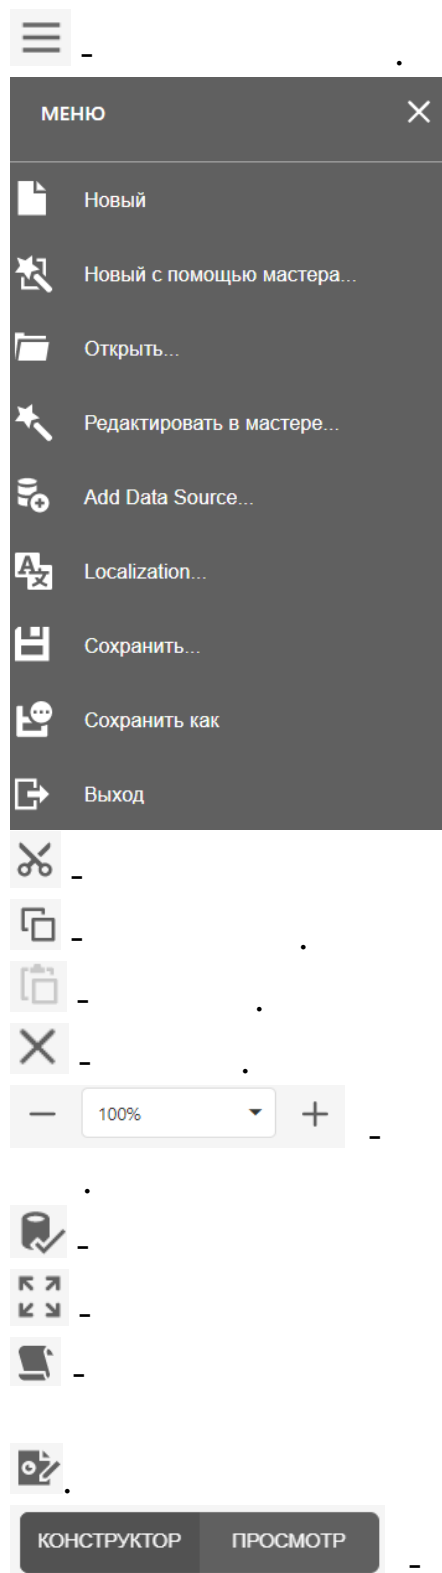 -
.
МЕНЮ
Новый
Новый с помощью мастера...
Открыть...
Редактировать в мастере...
Add Data Source...
Localization...
Сохранить...
Сохранить как
Выход
-
- .
- .
- .
100% -
.
-
-
-
.
КОНСТРУКТОР ПРОСМОТР -